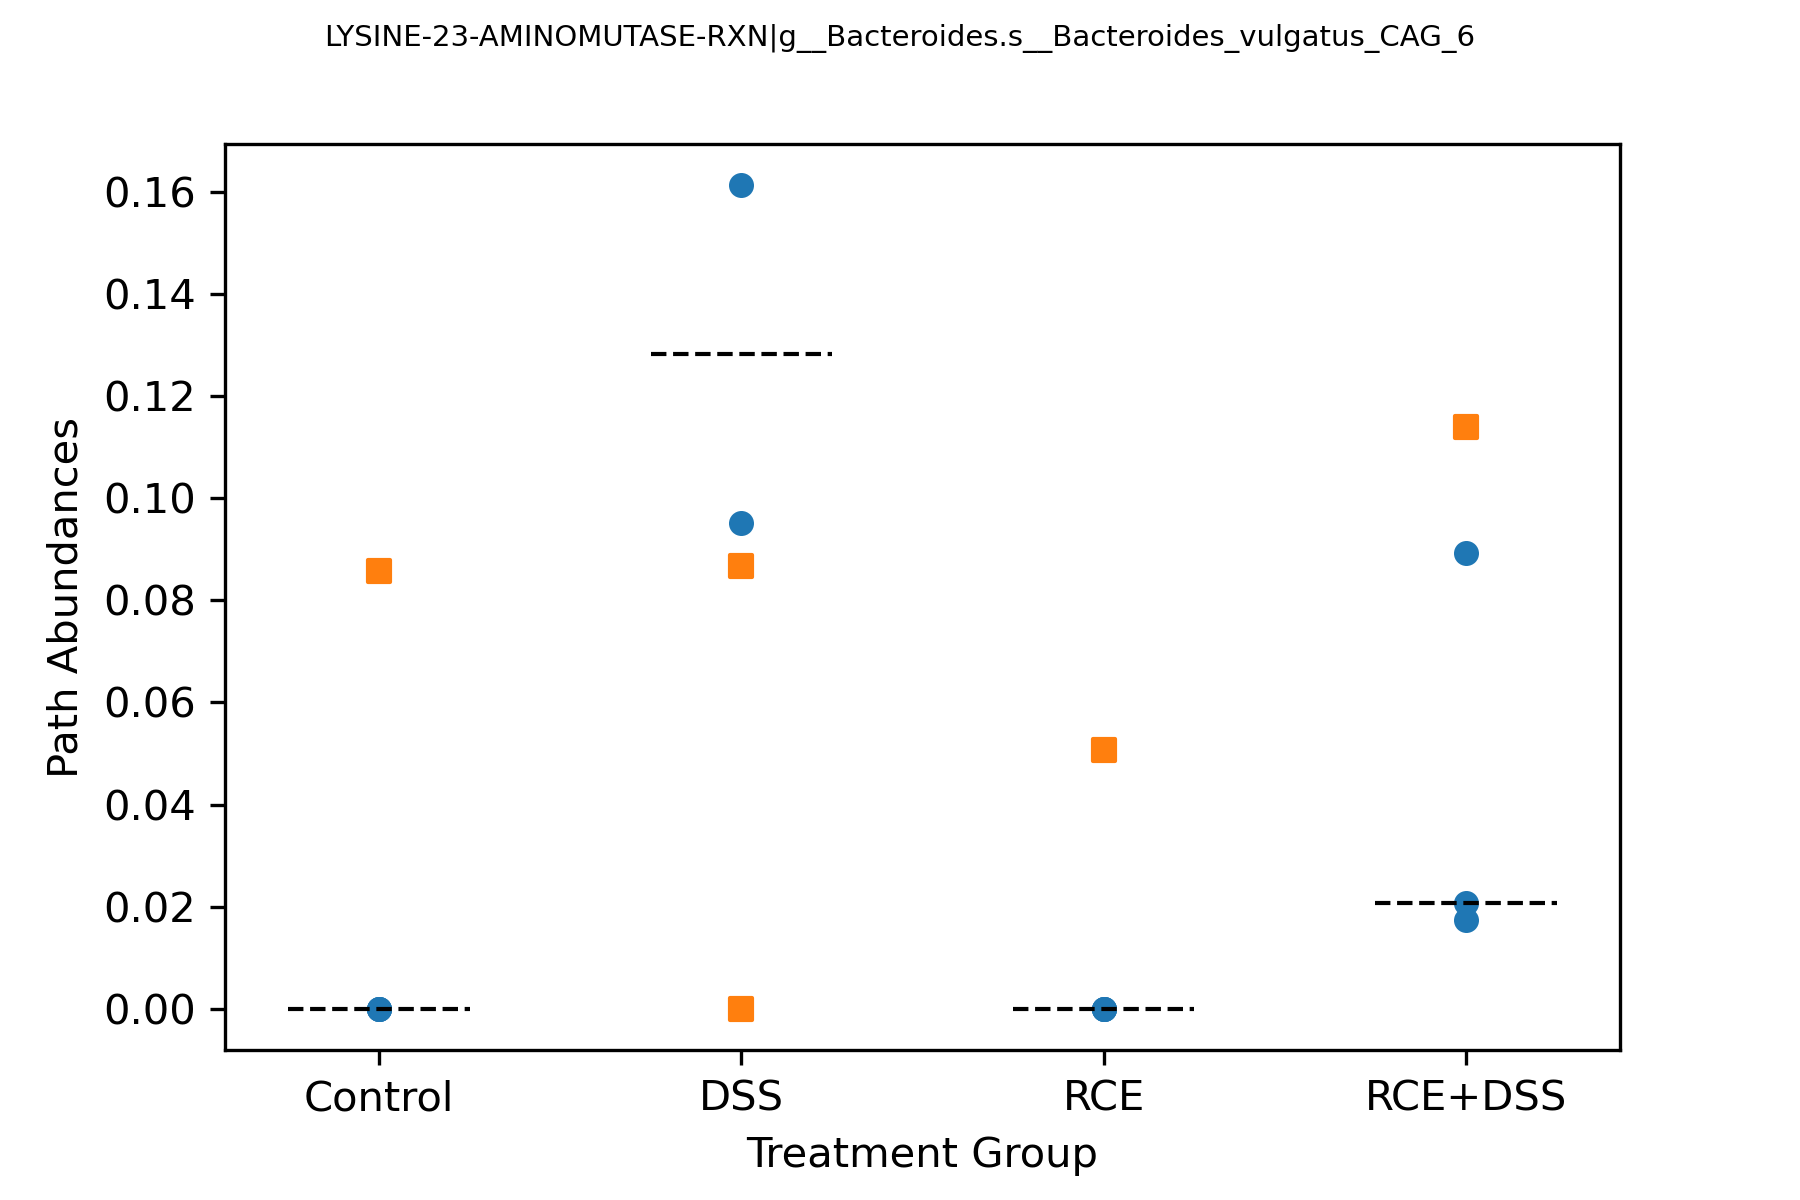 LYSINE-23-AMINOMUTASE-RXN|g__Bacteroides.s__Bacteroides_vulgatus_CAG_6
0.16
0.14
0.12
0.10
0.08
0.06
0.04
0.02
0.00
Path Abundances
Control DSS RCE RCE+DSS
Treatment Group